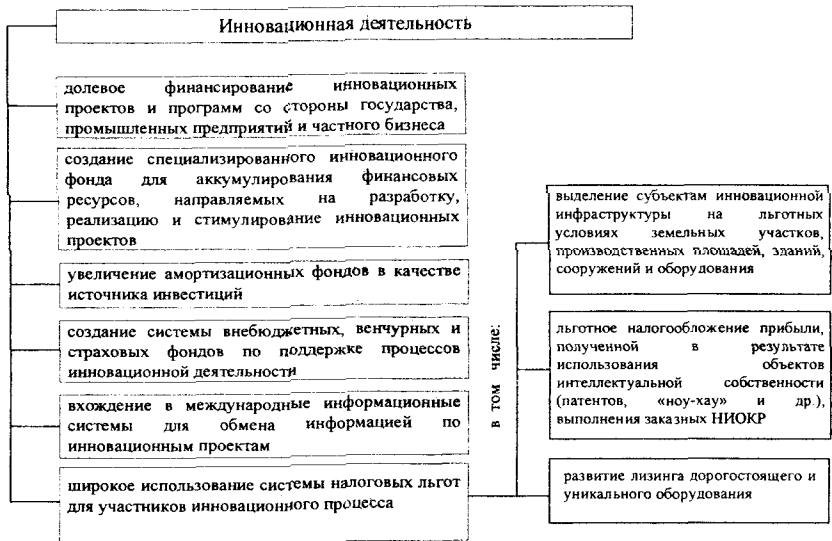 Инновационная деятельность
долевое финансирование инновационных
проектов и программ со стороны государства,
промышленных предприятий и частного бизнеса
создание специализированного инновационного
фонда для аккумулирования финансовых
ресурсов, направляемых на разработку,
реализацию и стимулирование инновационных
проектов
увеличение амортизационных фондов в качестве
источника инвестиций
создание системы внебюджетных, венчурных и
страховых фондов по поддержке процессов
инновационной деятельности
вхождение в международные информационные
системы для обмена информацией по
инновационным проектам
широкое использование системы налоговых льгот
для участников инновационного процесса
в том числе:
выделение субъектам инновационной
инфраструктуры на льготных
условиях земельных участков,
производственных площадей, зданий,
сооружений и оборудования
льготное налогообложение прибыли,
полученной в результате
использования объектов
интеллектуальной собственности
(патентов, «ноу-хау» и др.),
выполнения заказных НИОКР
развитие лизинга дорогостоящего и
уникального оборудования